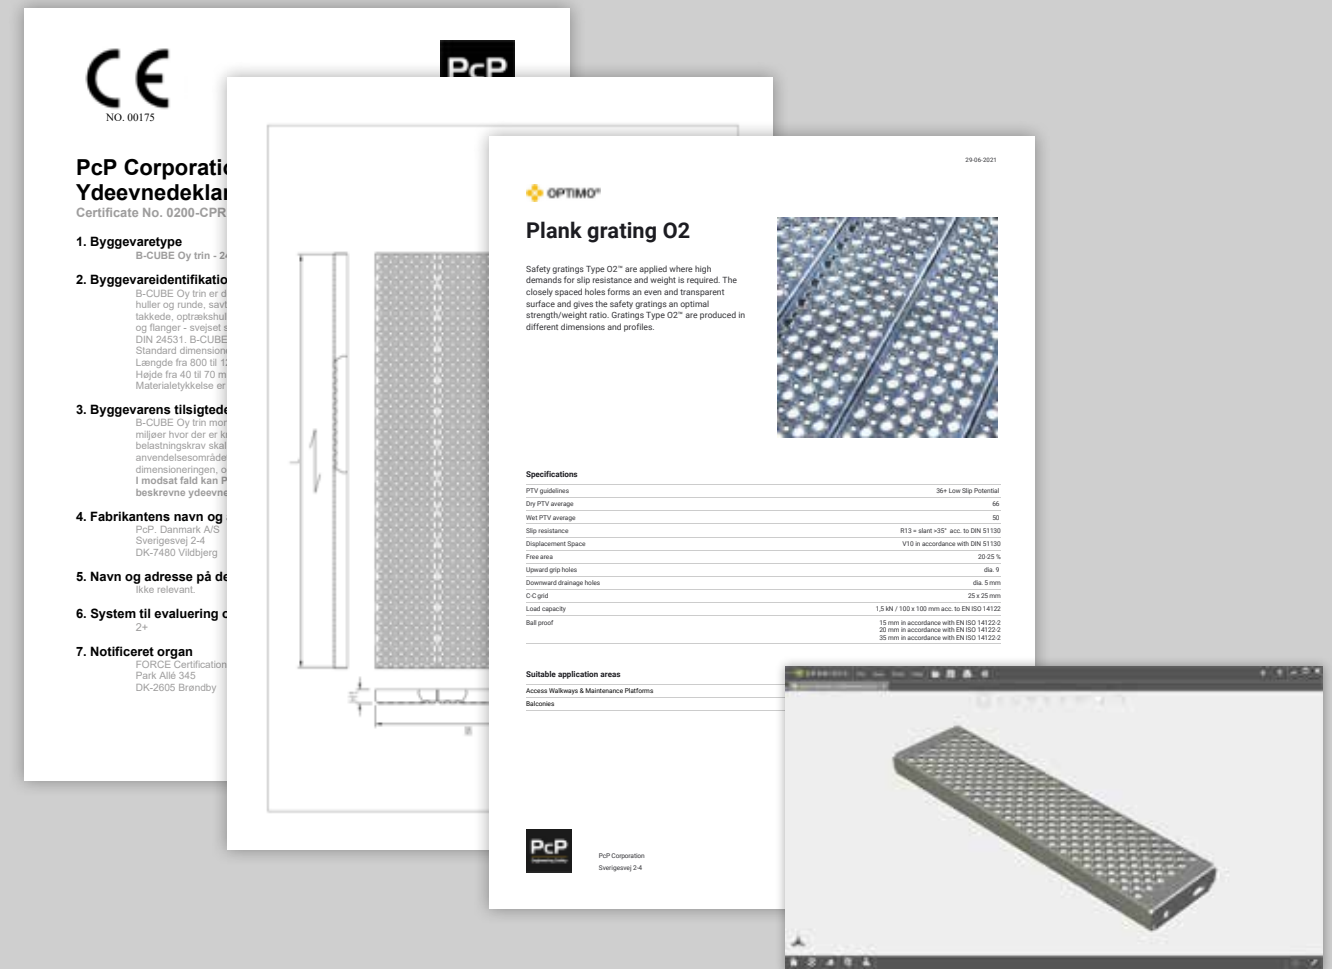 CE
NO. 00175
PcP
PcP Corporatio
Ydeevnedeklar
Certificate No. 0200-CPR
1. Byggevaretype
B-CUBE Oy trin - 24
2. Byggevareidentifikatio
B-CUBE Oy trin er d
huller og runde, savt
takkede, optrækshul
og flanger - svejset s
DIN 24531. B-CUBE
Standard dimensione
Længde fra 800 til 12
Højde fra 40 til 70 m
Materialetykkelse er
3. Byggevarens tilsigtede
B-CUBE Oy trin mon
miljøer hvor der er k
belastningskrav skal
anvendelsesområde
dimensioneringen, o
I modsat fald kan P
beskrevne ydeevne
4. Fabrikantens navn og
PcP. Danmark A/S
Sverigesvej 2-4
DK-7480 Vildbjerg
5. Navn og adresse på de
Ikke relevant.
6. System til evaluering o
2+
7. Notificeret organ
FORCE Certification
Park Allé 345
DK-2605 Brøndby
29-06-2021
OPTIMO®
Plank grating O2
Safety gratings Type O2™ are applied where high
demands for slip resistance and weight is required. The
closely spaced holes forms an even and transparent
surface and gives the safety gratings an optimal
strength/weight ratio. Gratings Type O2™ are produced in
different dimensions and profiles.
Specifications
PTV guidelines 36+ Low Slip Potential
Dry PTV average 66
Wet PTV average 50
Slip resistance R13 = slant >35° acc. to DIN 51130
Displacement Space V10 in accordance with DIN 51130
Free area 20-25 %
Upward grip holes dia. 9
Downward drainage holes dia. 5 mm
C-C grid 25 x 25 mm
Load capacity 1,5 kN / 100 x 100 mm acc. to EN ISO 14122
Ball proof 15 mm in accordance with EN ISO 14122-2
20 mm in accordance with EN ISO 14122-2
35 mm in accordance with EN ISO 14122-2
Suitable application areas
Access Walkways & Maintenance Platforms
Balconies
PcP
PcP Corporation
Sverigesvej 2-4